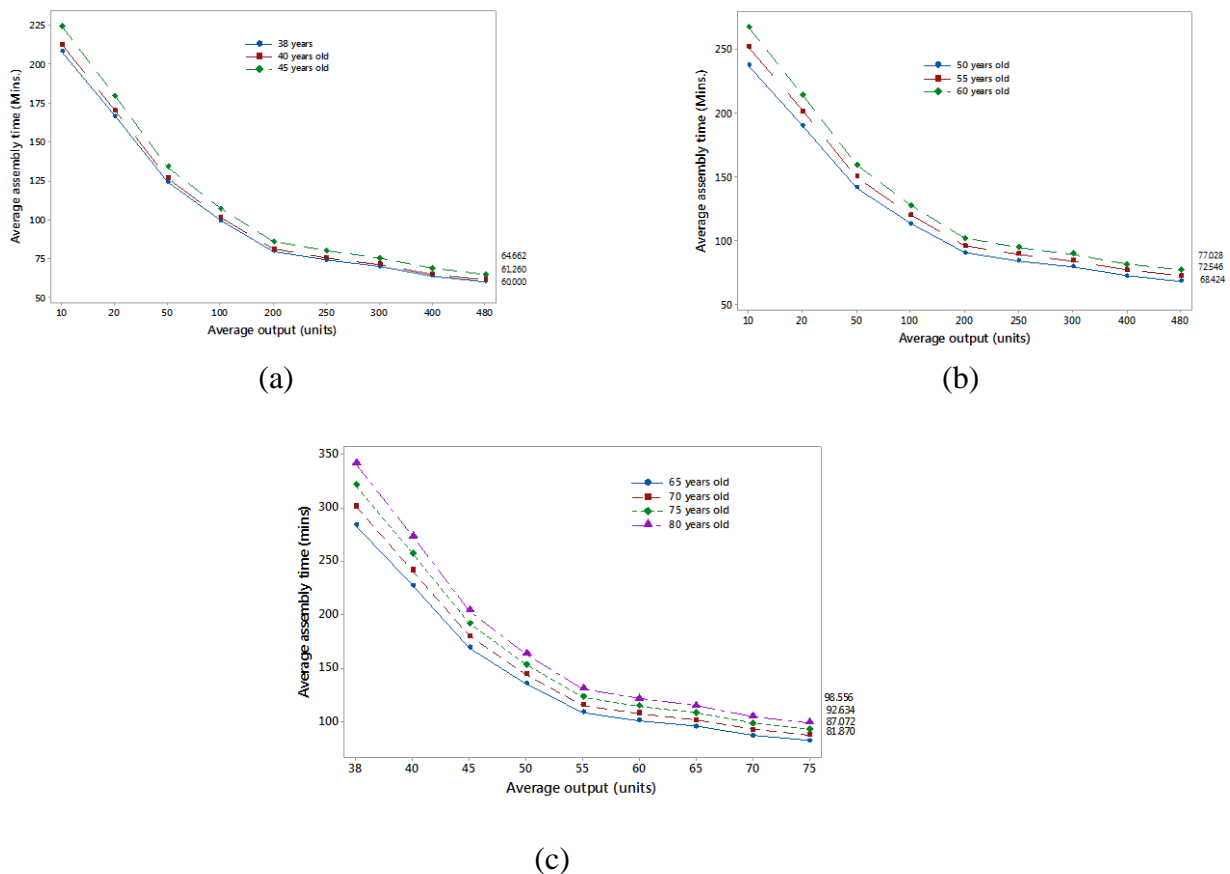 Average assembly time (Mins.)
225
200
175
150
125
100
75
50
38 years
40 years old
45 years old
64.662
61.260
60.000
10 20 50 100 200 250 300 400 480
Average output (units)
(a)
Average assembly time (Mins.)
250
200
150
100
50
50 years old
55 years old
60 years old
77.028
72.546
68.424
10 20 50 100 200 250 300 400 480
Average output (units)
(b)
Average assembly time (mins)
350
300
250
200
150
100
65 years old
70 years old
75 years old
80 years old
98.556
92.634
87.072
81.870
38 40 45 50 55 60 65 70 75
Average output (units)
(c)